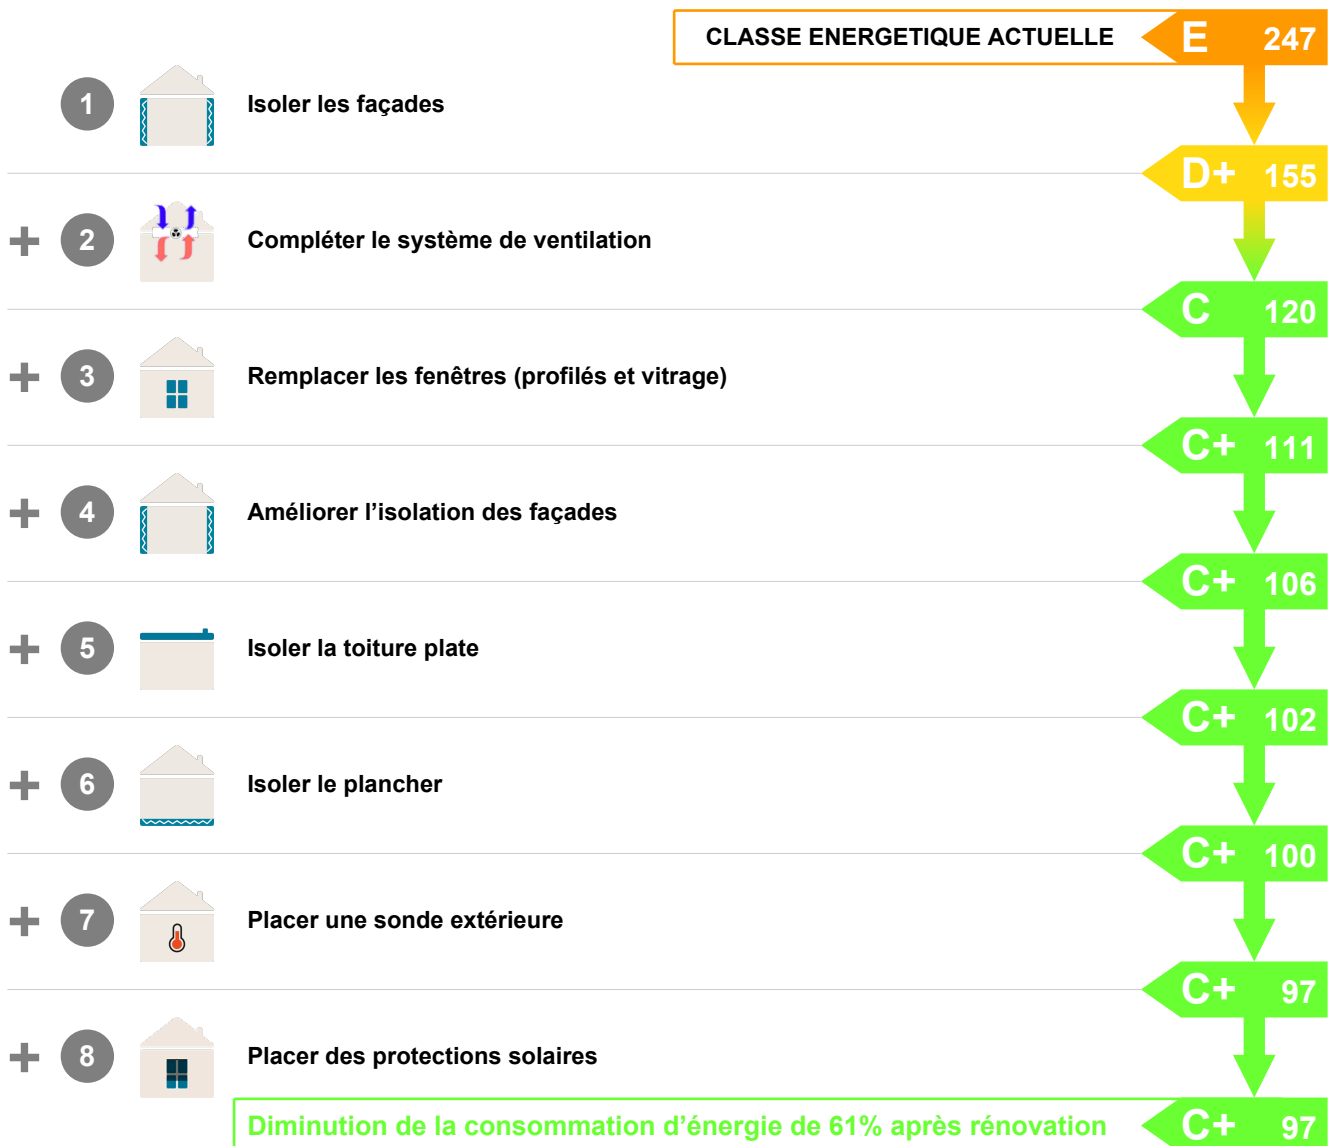 CLASSE ENERGETIQUE ACTUELLE E 247
1 Isoler les façades
D+ 155
+ 2 Compléter le système de ventilation
C 120
+ 3 Remplacer les fenêtres (profilés et vitrage)
C+ 111
+ 4 Améliorer l’isolation des façades
C+ 106
+ 5 Isoler la toiture plate
C+ 102
+ 6 Isoler le plancher
C+ 100
+ 7 Placer une sonde extérieure
C+ 97
+ 8 Placer des protections solaires
Diminution de la consommation d’énergie de 61% après rénovation C+ 97